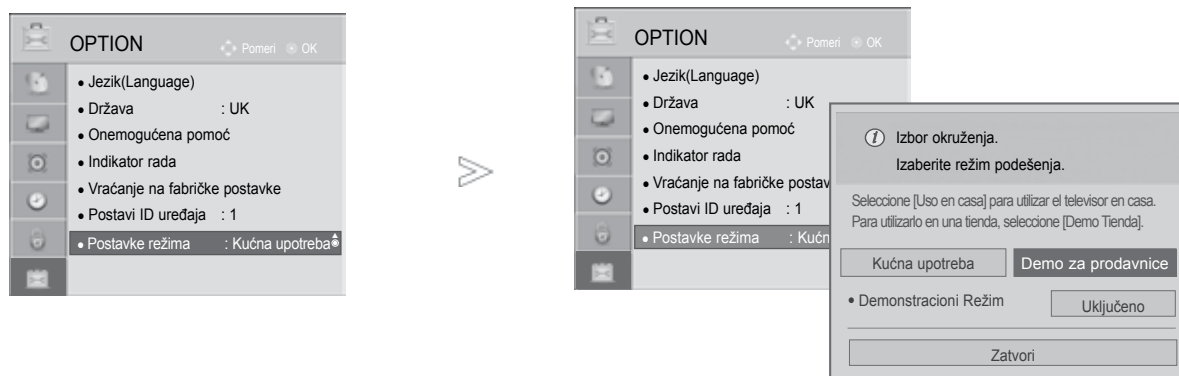 OPTION
Pomeri OK
• Jezik(Language)
• Država : UK
• Onemogućena pomoć
• Indikator rada
• Vraćanje na fabričke postavke
• Postavi ID uređaja : 1
• Postavke režima : Kućna upotreba
OPTION
Pomeri OK
• Jezik(Language)
• Država : UK
• Onemogućena pomoć
• Indikator rada
• Vraćanje na fabričke postav
• Postavi ID uređaja : 1
• Postavke režima : Kućn
Izbor okruženja.
Izaberite režim podešenja.
Seleccione [Uso en casa] para utilizar el televisor en casa.
Para utilizarlo en una tienda, seleccione [Demo Tienda].
Kućna upotreba Demo za prodavnice
• Demonstracioni Režim Uključeno
Zatvori